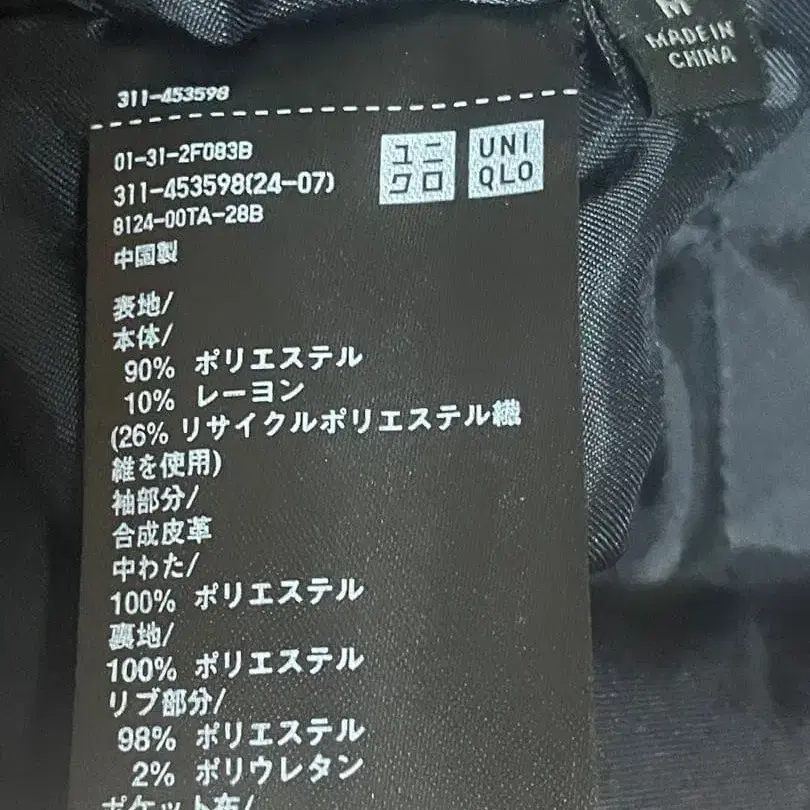 M
MADE IN
CHINA
311-453598
01-31-2F083B
311-453598(24-07)
8124-00TA-28B
中国製
ユニ
クロ
UNI
QLO
表地/
本体/
90% ポリエステル
10% レーヨン
(26% リサイクルポリエステル繊
維を使用)
袖部分/
合成皮革
中わた/
100% ポリエステル
裏地/
100% ポリエステル
リブ部分/
98% ポリエステル
2% ポリウレタン
ポケット布/